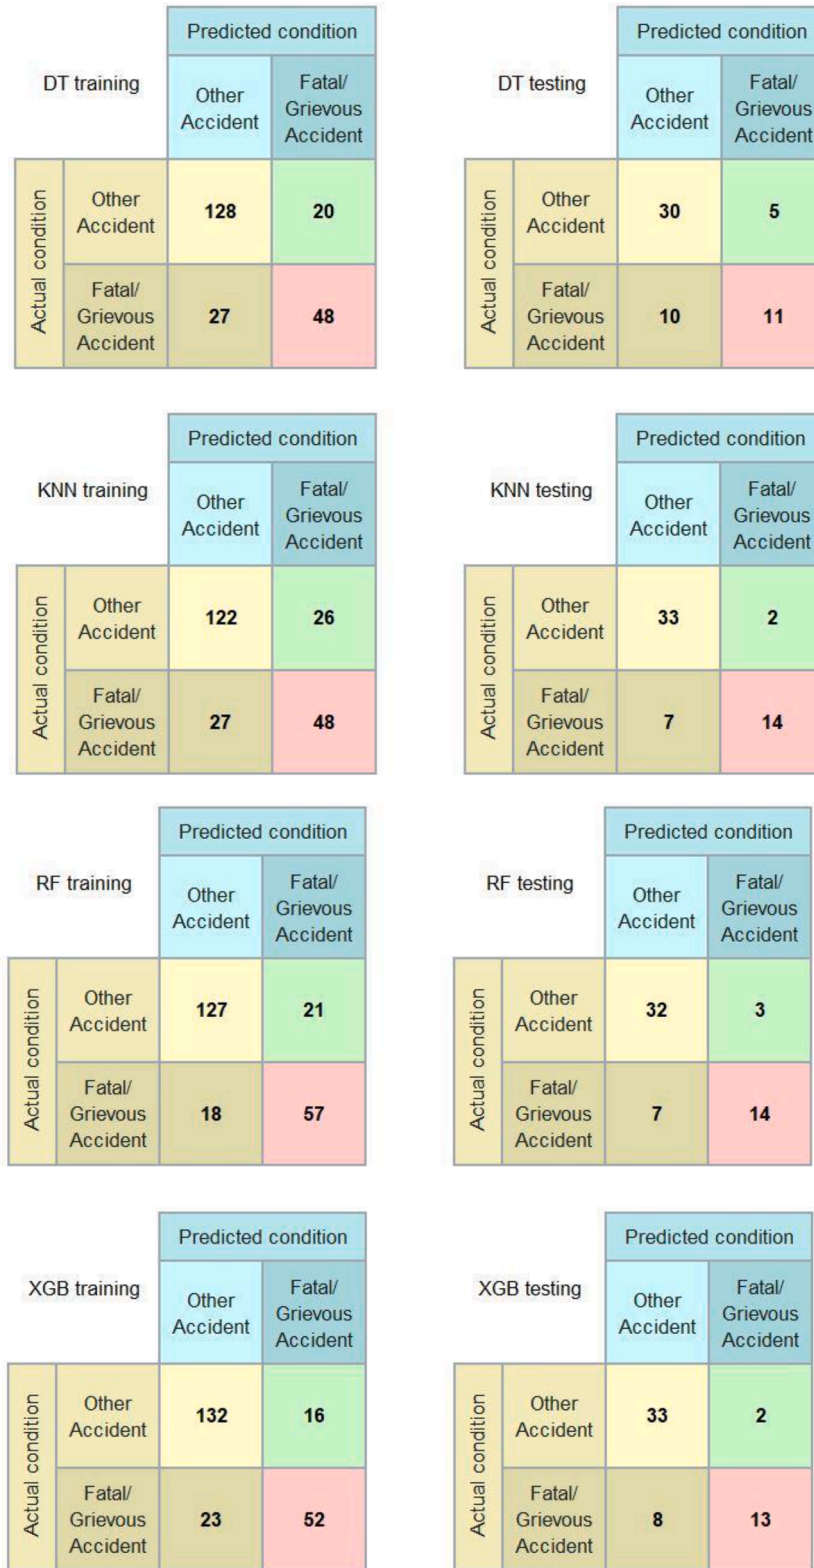 Predicted condition
DT training
Other
Accident
Fatal/
Grievous
Accident
Actual condition
Other
Accident
128
20
Fatal/
Grievous
Accident
27
48
Predicted condition
DT testing
Other
Accident
Fatal/
Grievous
Accident
Actual condition
Other
Accident
30
5
Fatal/
Grievous
Accident
10
11
Predicted condition
KNN training
Other
Accident
Fatal/
Grievous
Accident
Actual condition
Other
Accident
122
26
Fatal/
Grievous
Accident
27
48
Predicted condition
KNN testing
Other
Accident
Fatal/
Grievous
Accident
Actual condition
Other
Accident
33
2
Fatal/
Grievous
Accident
7
14
Predicted condition
RF training
Other
Accident
Fatal/
Grievous
Accident
Actual condition
Other
Accident
127
21
Fatal/
Grievous
Accident
18
57
Predicted condition
RF testing
Other
Accident
Fatal/
Grievous
Accident
Actual condition
Other
Accident
32
3
Fatal/
Grievous
Accident
7
14
Predicted condition
XGB training
Other
Accident
Fatal/
Grievous
Accident
Actual condition
Other
Accident
132
16
Fatal/
Grievous
Accident
23
52
Predicted condition
XGB testing
Other
Accident
Fatal/
Grievous
Accident
Actual condition
Other
Accident
33
2
Fatal/
Grievous
Accident
8
13